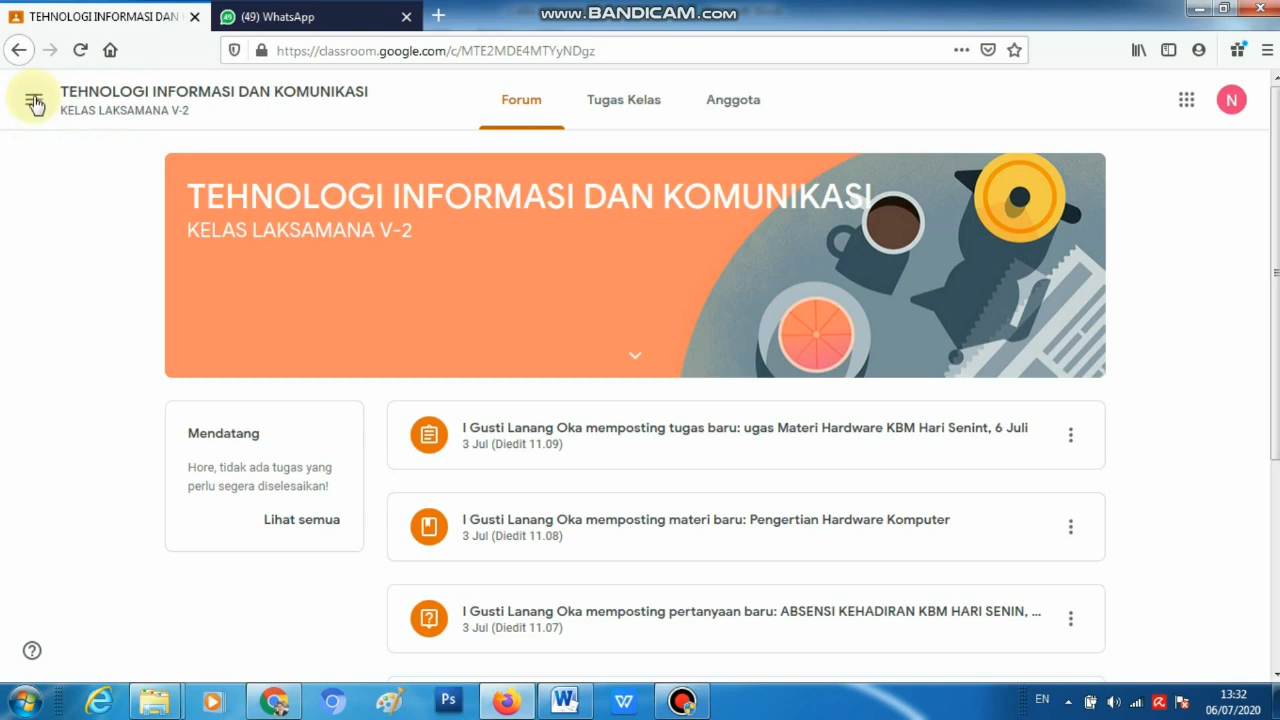 TEHNOLOGI INFORMASI DAN
(49) WhatsApp
www.BANDICAM.com
https://classroom.google.com/c/MTE2MDE4MTYyNDgz
TEHNOLOGI INFORMASI DAN KOMUNIKASI
KELAS LAKSAMANA V-2
Forum
Tugas Kelas
Anggota
N
TEHNOLOGI INFORMASI DAN KOMUNIKASI
KELAS LAKSAMANA V-2
Mendatang
Hore, tidak ada tugas yang
perlu segera diselesaikan!
Lihat semua
I Gusti Lanang Oka memposting tugas baru: ugas Materi Hardware KBM Hari Senint, 6 Juli
3 Jul (Diedit 11.09)
I Gusti Lanang Oka memposting materi baru: Pengertian Hardware Komputer
3 Jul (Diedit 11.08)
I Gusti Lanang Oka memposting pertanyaan baru: ABSENSI KEHADIRAN KBM HARI SENIN, ...
3 Jul (Diedit 11.07)
Ps
W
W
EN
13:32
06/07/2020